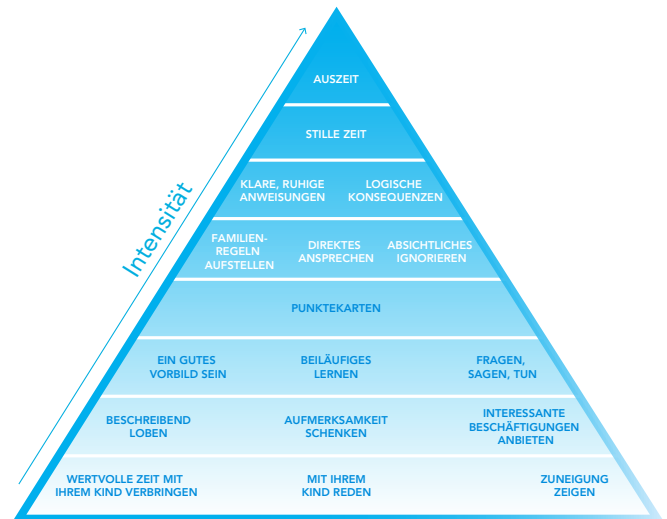 Intensität
AUSZEIT
STILLE ZEIT
KLARE, RUHIGE
ANWEISUNGEN
LOGISCHE
KONSEQUENZEN
FAMILIEN-
REGELN
AUFSTELLEN
DIREKTES
ANSPRECHEN
ABSICHTLICHES
IGNORIEREN
PUNKTEKARTEN
EIN GUTES
VORBILD SEIN
BEILÄUFIGES
LERNEN
FRAGEN,
SAGEN, TUN
BESCHREIBEND
LOBEN
AUFMERKSAMKEIT
SCHENKEN
INTERESSANTE
BESCHÄFTIGUNGEN
ANBIETEN
WERTVOLLE ZEIT MIT
IHREM KIND VERBRINGEN
MIT IHREM
KIND REDEN
ZUNEIGUNG
ZEIGEN